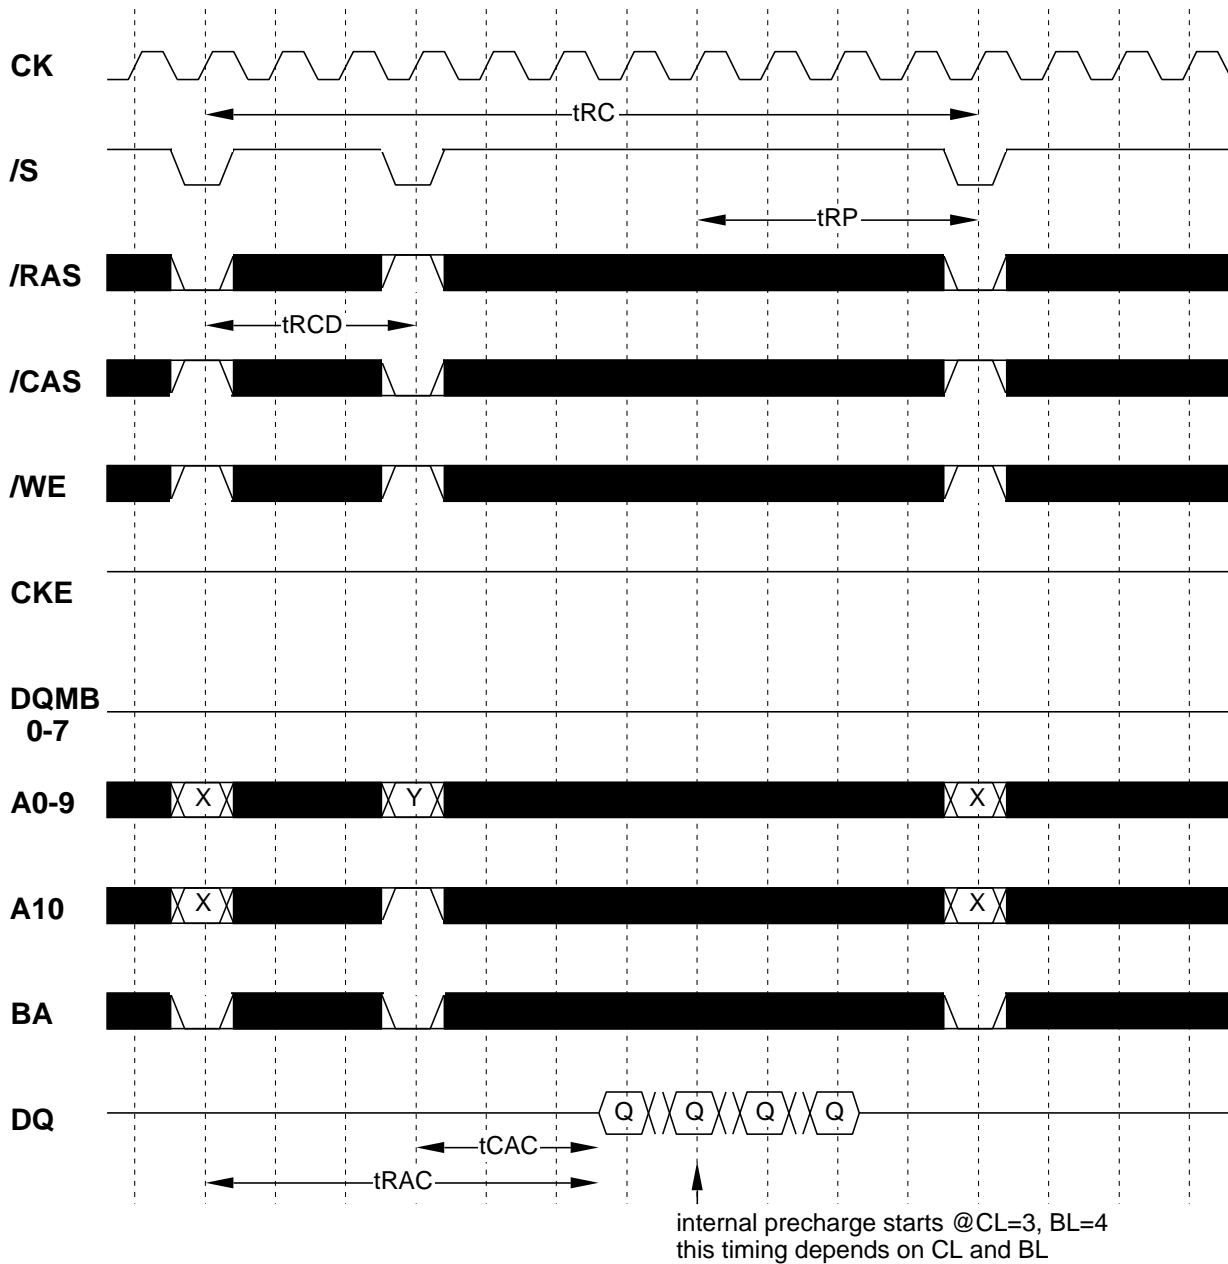 CK
tRC
/S
tRP
/RAS
tRCD
/CAS
/WE
CKE
DQMB
0-7
A0-9 X Y X
A10 X X
BA
DQ Q Q Q Q
tCAC
tRAC
internal precharge starts @CL=3, BL=4
this timing depends on CL and BL